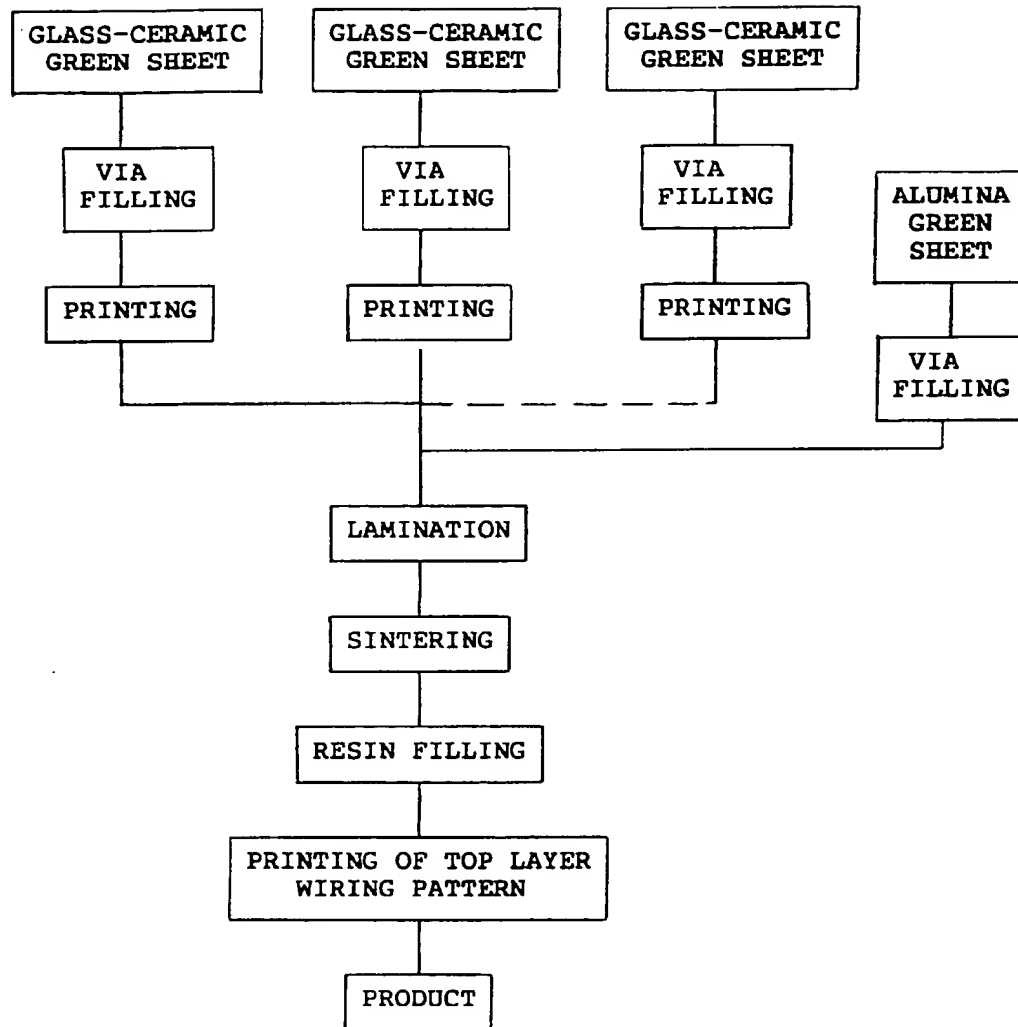 GLASS-CERAMIC
GREEN SHEET
GLASS-CERAMIC
GREEN SHEET
GLASS-CERAMIC
GREEN SHEET
VIA
FILLING
VIA
FILLING
VIA
FILLING
ALUMINA
GREEN
SHEET
PRINTING
PRINTING
PRINTING
VIA
FILLING
LAMINATION
SINTERING
RESIN FILLING
PRINTING OF TOP LAYER
WIRING PATTERN
PRODUCT